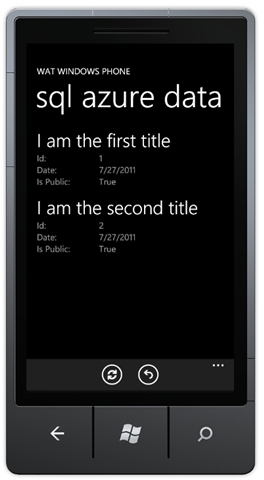 WAT WINDOWS PHONE
sql azure data
I am the first title
Id: 1
Date: 7/27/2011
Is Public: True
I am the second title
Id: 2
Date: 7/27/2011
Is Public: True
...